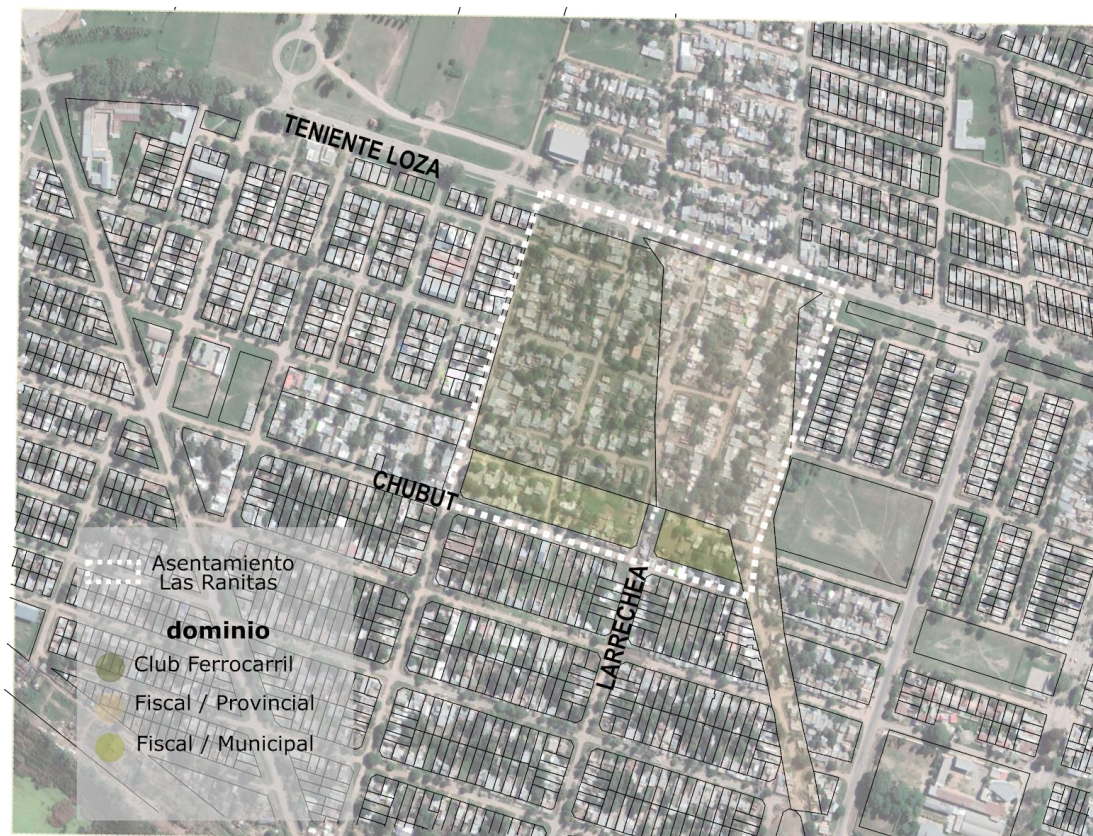 TENIENTE LOZA
CHUBUT
LARRECHEA
Asentamiento
Las Ranitas
dominio
Club Ferrocarril
Fiscal / Provincial
Fiscal / Municipal